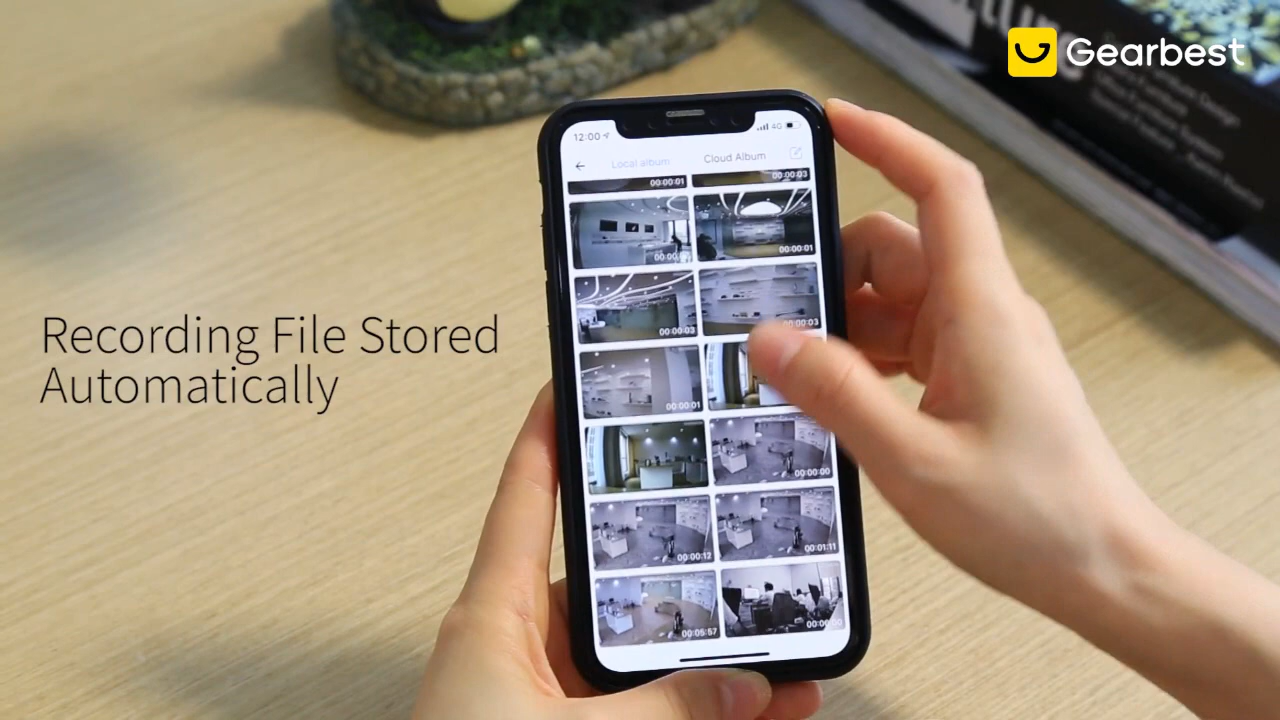 Gearbest
12:00
4G
Local album
Cloud Album
00:00:01
00:00:03
00:00:01
00:00:03
00:00:03
00:00:01
00:00:00
00:00:12
00:01:11
00:05:57
Recording File Stored
Automatically